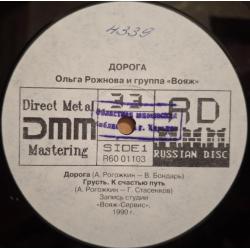 4339
ДОРОГА
Ольга Рожнова и группа «Вояж»
Direct Metal
DMM
Mastering
33
SIDE 1
R60 01103
RD
RUSSIAN DISC
Дорога (А. Рогожкин — В. Бондарь)
Грусть. К счастью путь
(А. Рогожкин — Г. Стасенков)
Запись студии
«Вояж-Сервис»,
1990 г.